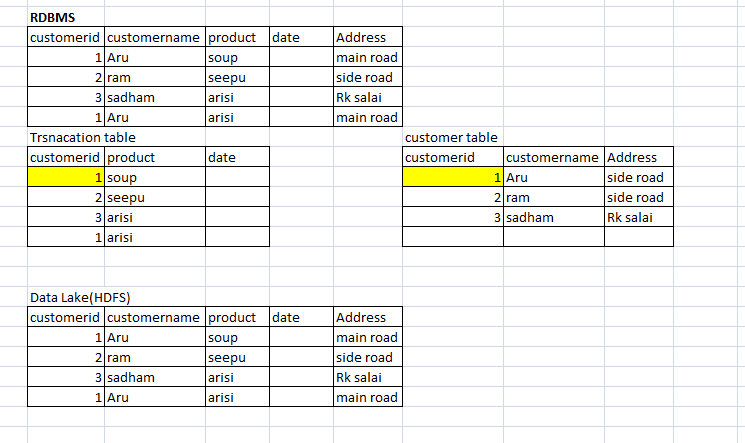 RDBMS
customerid customername product date Address
1 Aru soup main road
2 ram seepu side road
3 sadham arisi Rk salai
1 Aru arisi main road
Trsnacation table customer table
customerid product date customerid customername Address
1 soup 1 Aru side road
2 seepu 2 ram side road
3 arisi 3 sadham Rk salai
1 arisi
Data Lake(HDFS)
customerid customername product date Address
1 Aru soup main road
2 ram seepu side road
3 sadham arisi Rk salai
1 Aru arisi main road